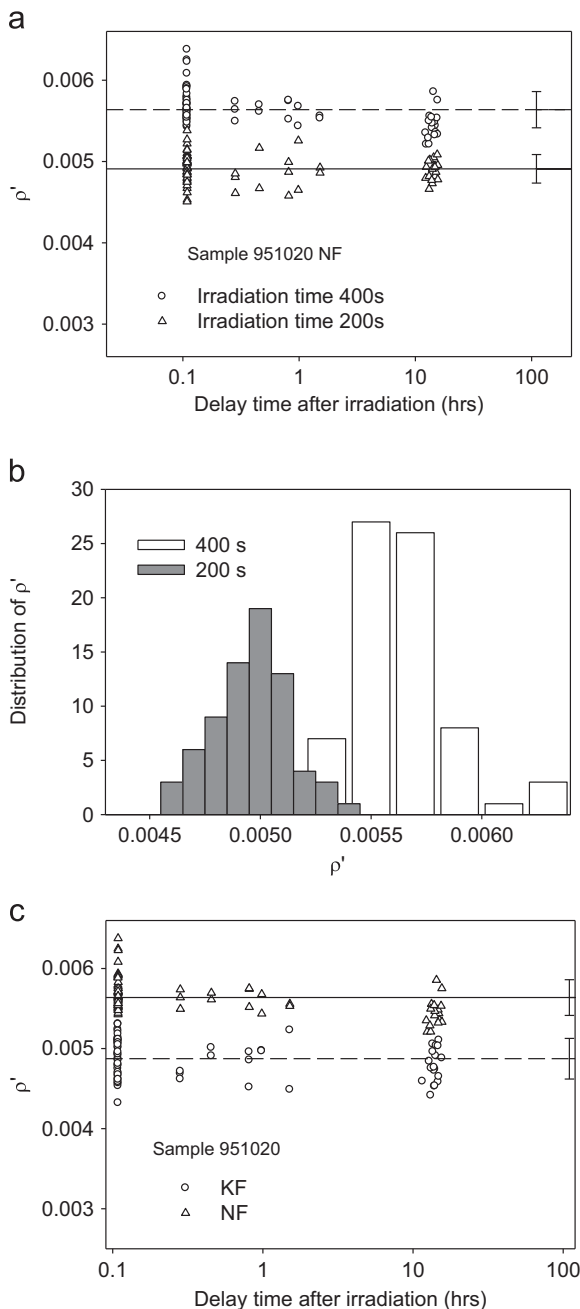 a
0.006
0.005
0.004
0.003
ρ'
Sample 951020 NF
Irradiation time 400s
Irradiation time 200s
0.1 1 10 100
Delay time after irradiation (hrs)
b
30
25
20
15
10
5
0
Distribution of ρ'
400 s
200 s
0.0045 0.0050 0.0055 0.0060
ρ'
c
0.006
0.005
0.004
0.003
ρ'
Sample 951020
KF
NF
0.1 1 10 100
Delay time after irradiation (hrs)